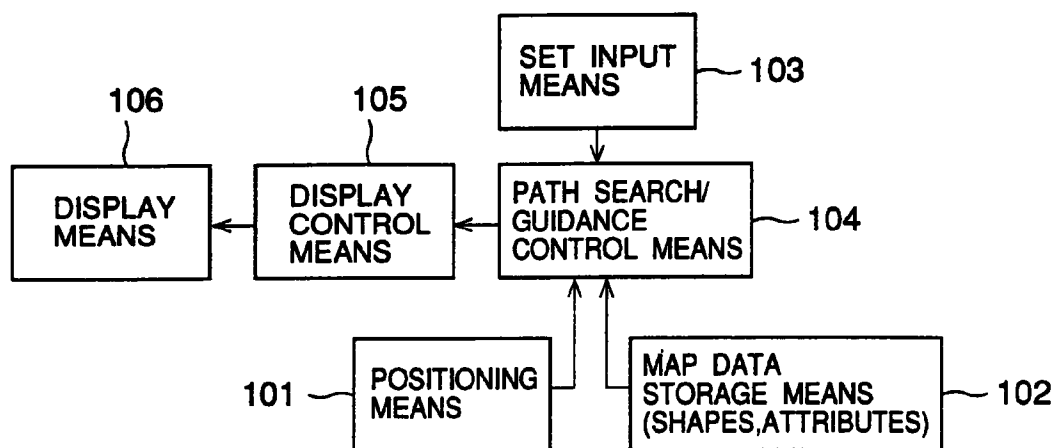 SET INPUT
MEANS
103
106
105
DISPLAY
MEANS
DISPLAY
CONTROL
MEANS
PATH SEARCH/
GUIDANCE
CONTROL MEANS
104
101
POSITIONING
MEANS
MAP DATA
STORAGE MEANS
(SHAPES,ATTRIBUTES)
102